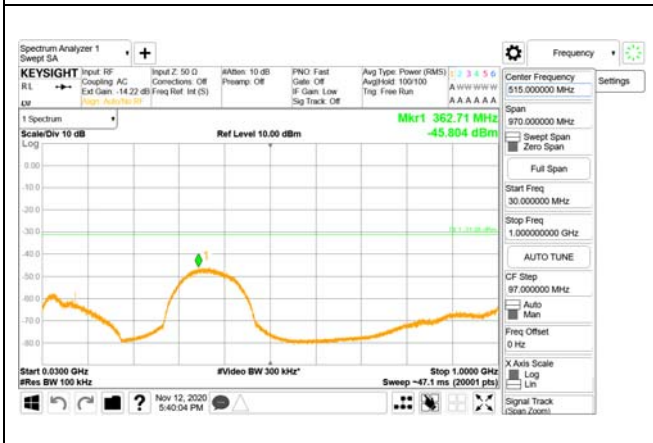 Spectrum Analyzer 1
Swept SA
+
Frequency
KEYSIGHT
RL
Input: RF
Coupling: AC
Ext Gain: -14.22 dB
Align: Auto/No RF
Input Z: 50 Ω
Corrections: Off
Freq Ref: Int (S)
#Atten: 10 dB
Preamp: Off
PNO: Fast
Gate: Off
IF Gain: Low
Sig Track: Off
Avg Type: Power (RMS)
Avg|Hold: 100/100
Trig: Free Run
1 2 3 4 5 6
A W W W W W
A A A A A A
Center Frequency
515.000000 MHz
Settings
Span
970.000000 MHz
Swept Span
Zero Span
Full Span
Start Freq
30.000000 MHz
Stop Freq
1.000000000 GHz
AUTO TUNE
CF Step
97.000000 MHz
Auto
Man
Freq Offset
0 Hz
X Axis Scale
Log
Lin
Signal Track
(Span Zoom)
1 Spectrum
Scale/Div 10 dB
Ref Level 10.00 dBm
Mkr1 362.71 MHz
-45.804 dBm
Log
0.00
-10.0
-20.0
-30.0
-40.0
-50.0
-60.0
-70.0
-80.0
1
Start 0.0300 GHz
#Res BW 100 kHz
#Video BW 300 kHz*
Stop 1.0000 GHz
Sweep ~47.1 ms (20001 pts)
?
Nov 12, 2020
5:40:04 PM